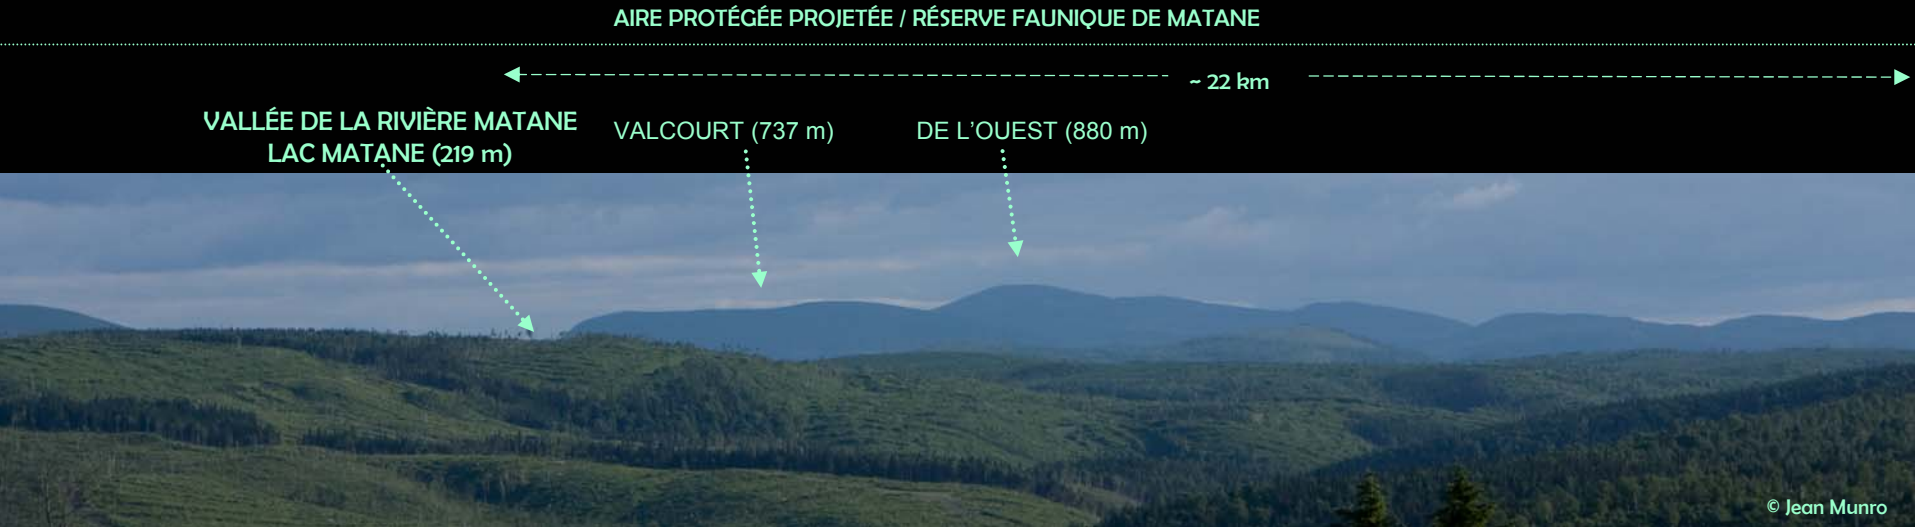 AIRE PROTÉGÉE PROJETÉE / RÉSERVE FAUNIQUE DE MATANE
~ 22 km
VALLÉE DE LA RIVIÈRE MATANE
LAC MATANE (219 m)
VALCOURT (737 m)
DE L'OUEST (880 m)
© Jean Munro